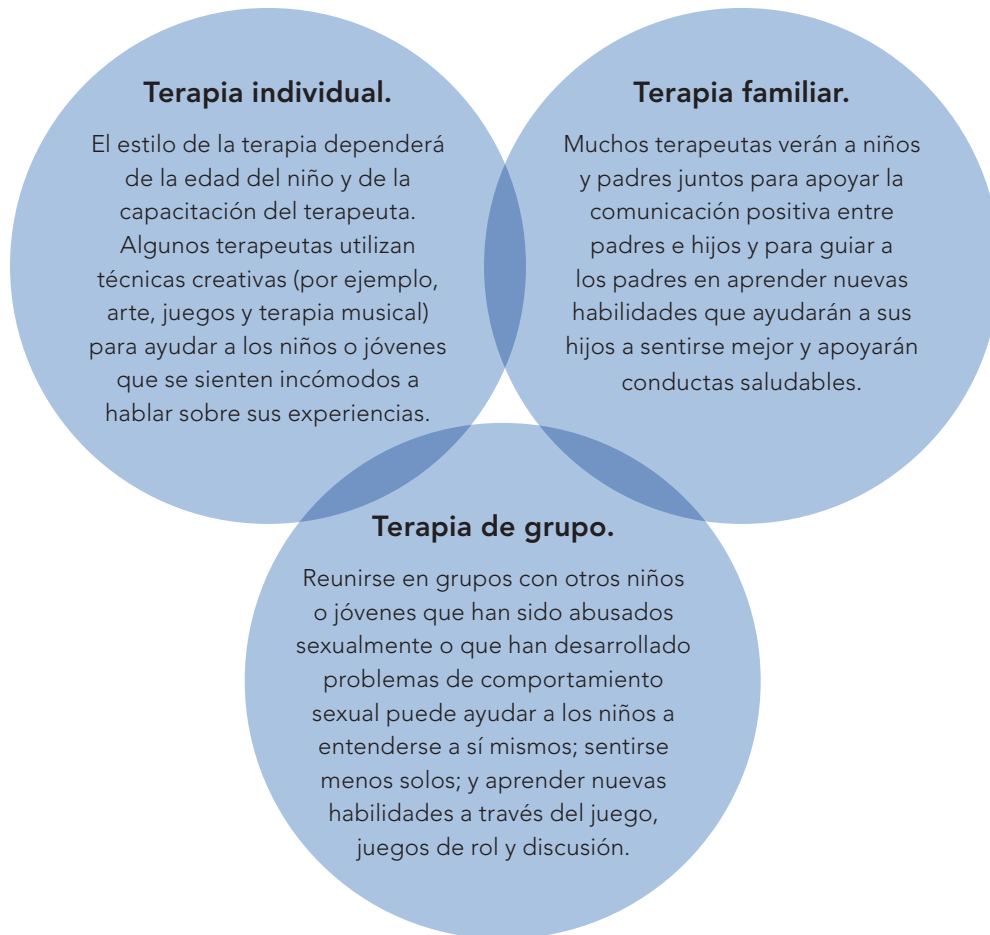 Terapia individual.
El estilo de la terapia dependerá
de la edad del niño y de la
capacitación del terapeuta.
Algunos terapeutas utilizan
técnicas creativas (por ejemplo,
arte, juegos y terapia musical)
para ayudar a los niños o jóvenes
que se sienten incómodos a
hablar sobre sus experiencias.
Terapia familiar.
Muchos terapeutas verán a niños
y padres juntos para apoyar la
comunicación positiva entre
padres e hijos y para guiar a
los padres en aprender nuevas
habilidades que ayudarán a sus
hijos a sentirse mejor y apoyarán
conductas saludables.
Terapia de grupo.
Reunirse en grupos con otros niños
o jóvenes que han sido abusados
sexualmente o que han desarrollado
problemas de comportamiento
sexual puede ayudar a los niños a
entenderse a sí mismos; sentirse
menos solos; y aprender nuevas
habilidades a través del juego,
juegos de rol y discusión.